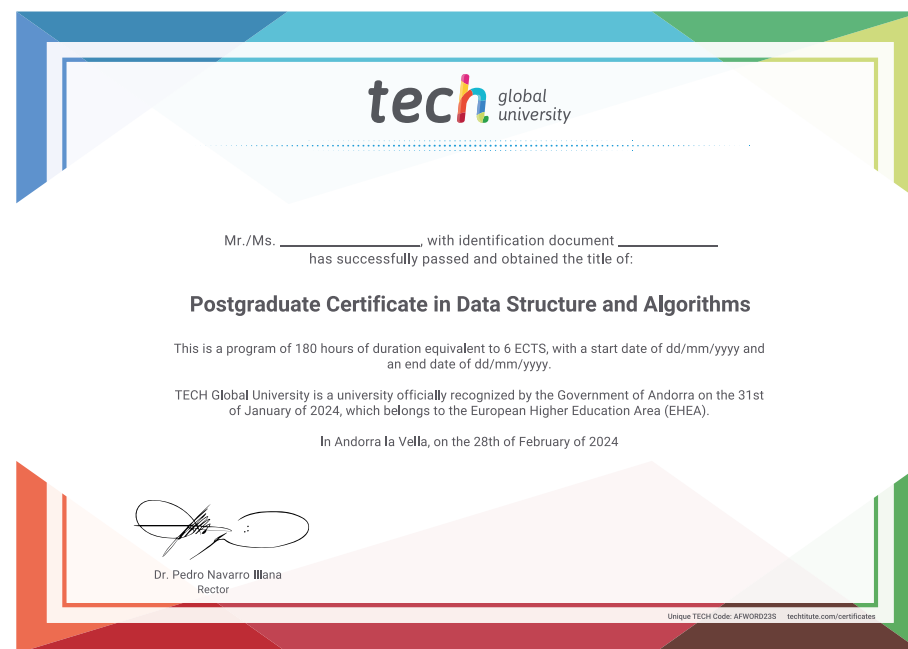 tech global university
Mr./Ms. ____________, with identification document ____________
has successfully passed and obtained the title of:
Postgraduate Certificate in Data Structure and Algorithms
This is a program of 180 hours of duration equivalent to 6 ECTS, with a start date of dd/mm/yyyy and
an end date of dd/mm/yyyy.
TECH Global University is a university officially recognized by the Government of Andorra on the 31st
of January of 2024, which belongs to the European Higher Education Area (EHEA).
In Andorra la Vella, on the 28th of February of 2024
Dr. Pedro Navarro Illana
Rector
Unique TECH Code: AFWORD23S techtitute.com/certificates